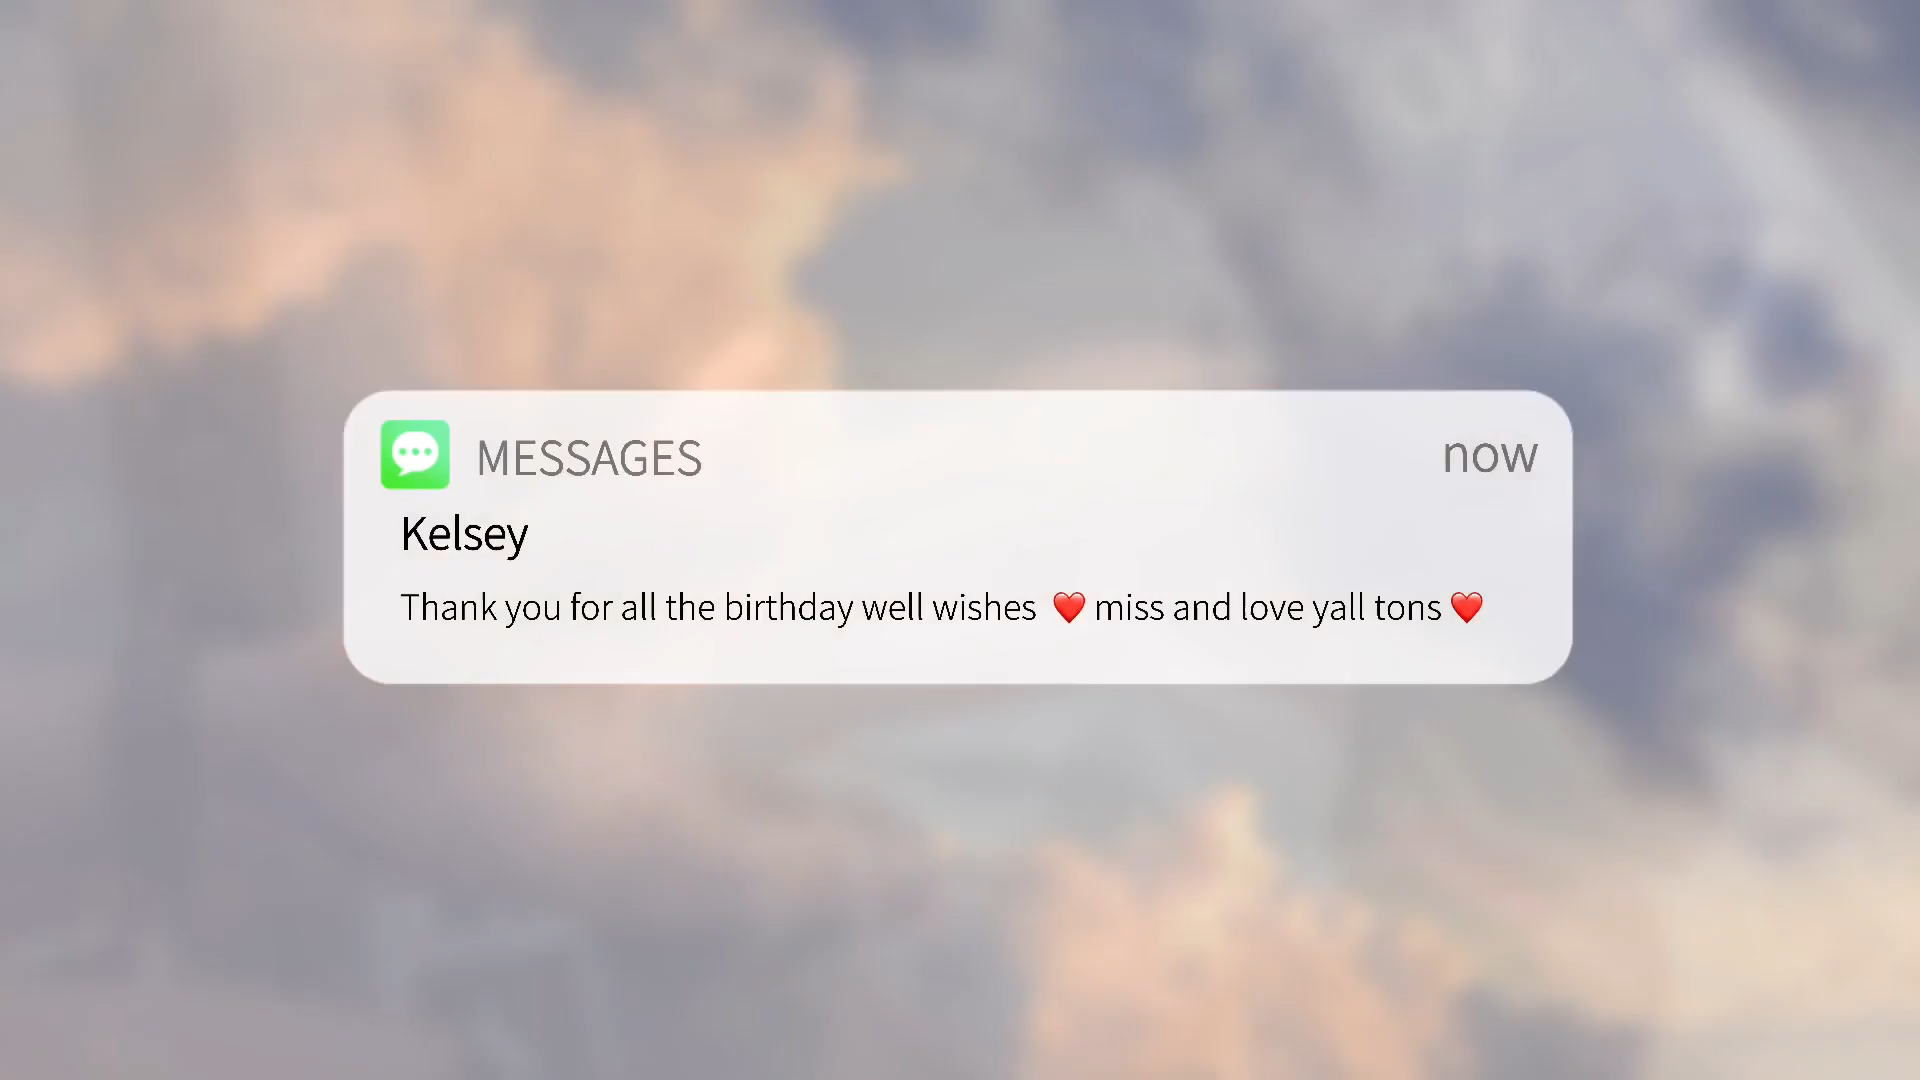 MESSAGES now
Kelsey
Thank you for all the birthday well wishes ❤️ miss and love yall tons ❤️